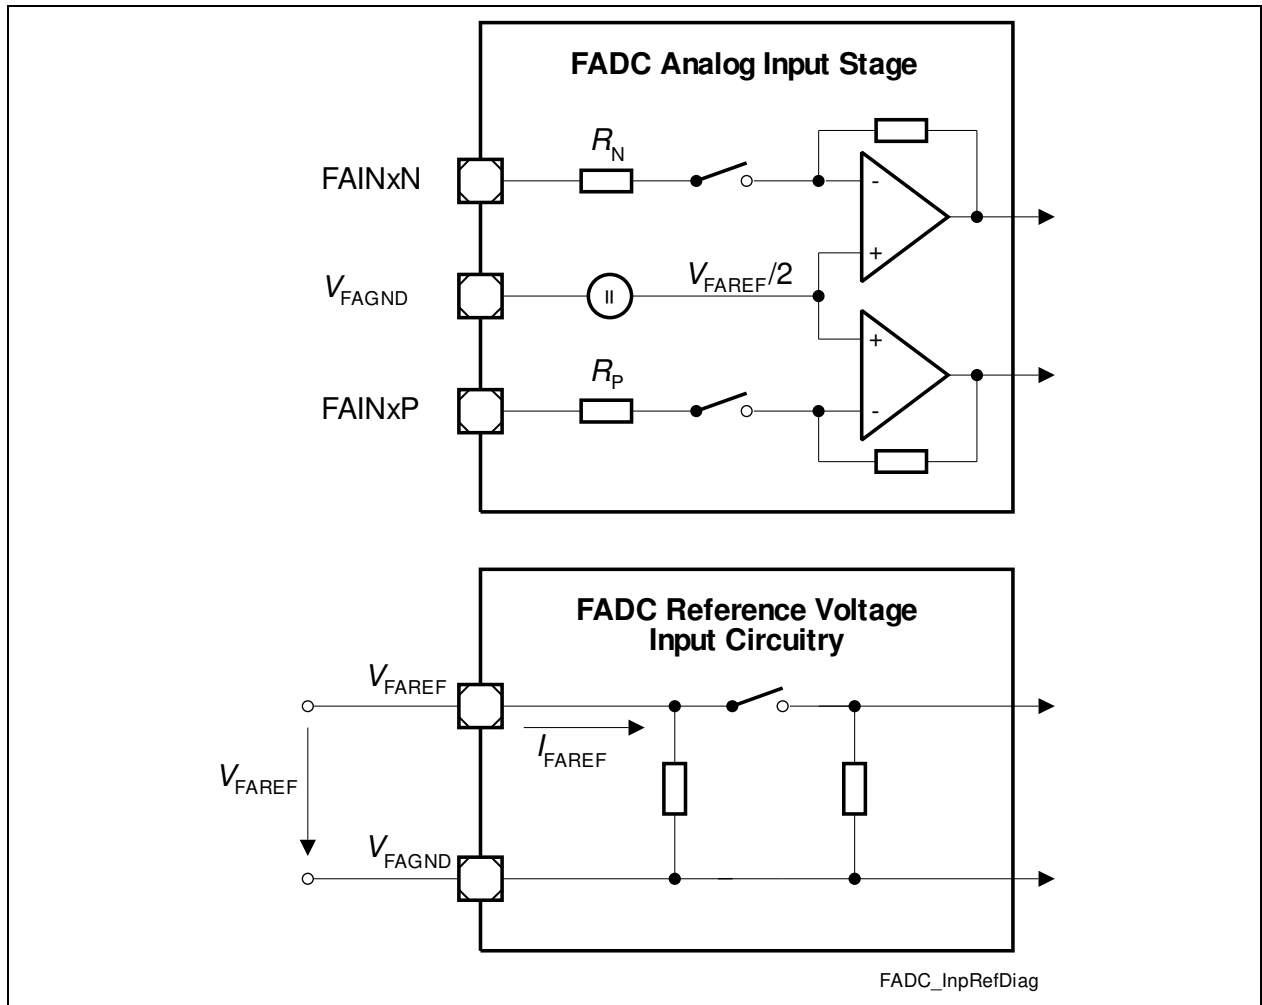 FADC Analog Input Stage
R_N
FAINxN
-
+
V_FAGND
=
V_FAREF/2
+
R_P
FAINxP
-
FADC Reference Voltage
Input Circuitry
V_FAREF
I_FAREF
V_FAREF
V_FAGND
FADC_InpRefDiag